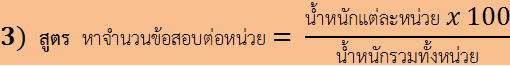 น้ำหนักแต่ละหน่วย x 100
3) สูตร หาจำนวนข้อสอบต่อหน่วย =
น้ำหนักรวมทั้งหน่วย